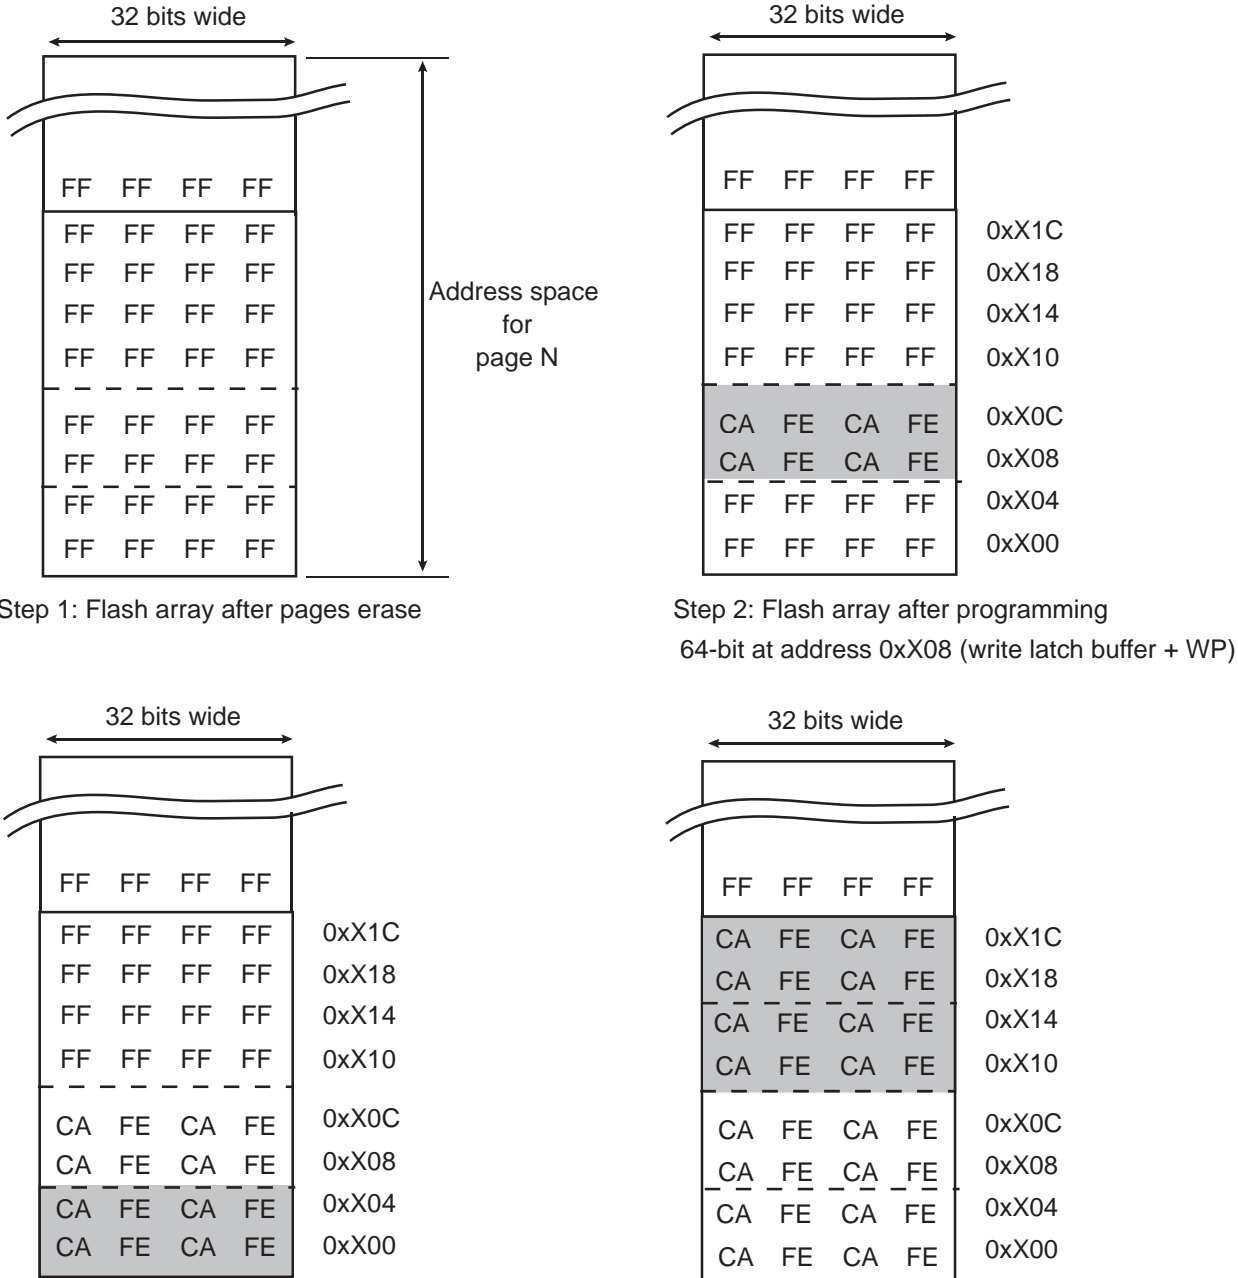 32 bits wide
FF FF FF FF
FF FF FF FF
FF FF FF FF
FF FF FF FF
FF FF FF FF
FF FF FF FF
FF FF FF FF
FF FF FF FF
FF FF FF FF
Address space
for
page N
Step 1: Flash array after pages erase
32 bits wide
FF FF FF FF
FF FF FF FF 0xX1C
FF FF FF FF 0xX18
FF FF FF FF 0xX14
FF FF FF FF 0xX10
CA FE CA FE 0xX0C
CA FE CA FE 0xX08
FF FF FF FF 0xX04
FF FF FF FF 0xX00
Step 2: Flash array after programming
64-bit at address 0xX08 (write latch buffer + WP)
32 bits wide
FF FF FF FF
FF FF FF FF 0xX1C
FF FF FF FF 0xX18
FF FF FF FF 0xX14
FF FF FF FF 0xX10
CA FE CA FE 0xX0C
CA FE CA FE 0xX08
CA FE CA FE 0xX04
CA FE CA FE 0xX00
32 bits wide
FF FF FF FF
CA FE CA FE 0xX1C
CA FE CA FE 0xX18
CA FE CA FE 0xX14
CA FE CA FE 0xX10
CA FE CA FE 0xX0C
CA FE CA FE 0xX08
CA FE CA FE 0xX04
CA FE CA FE 0xX00